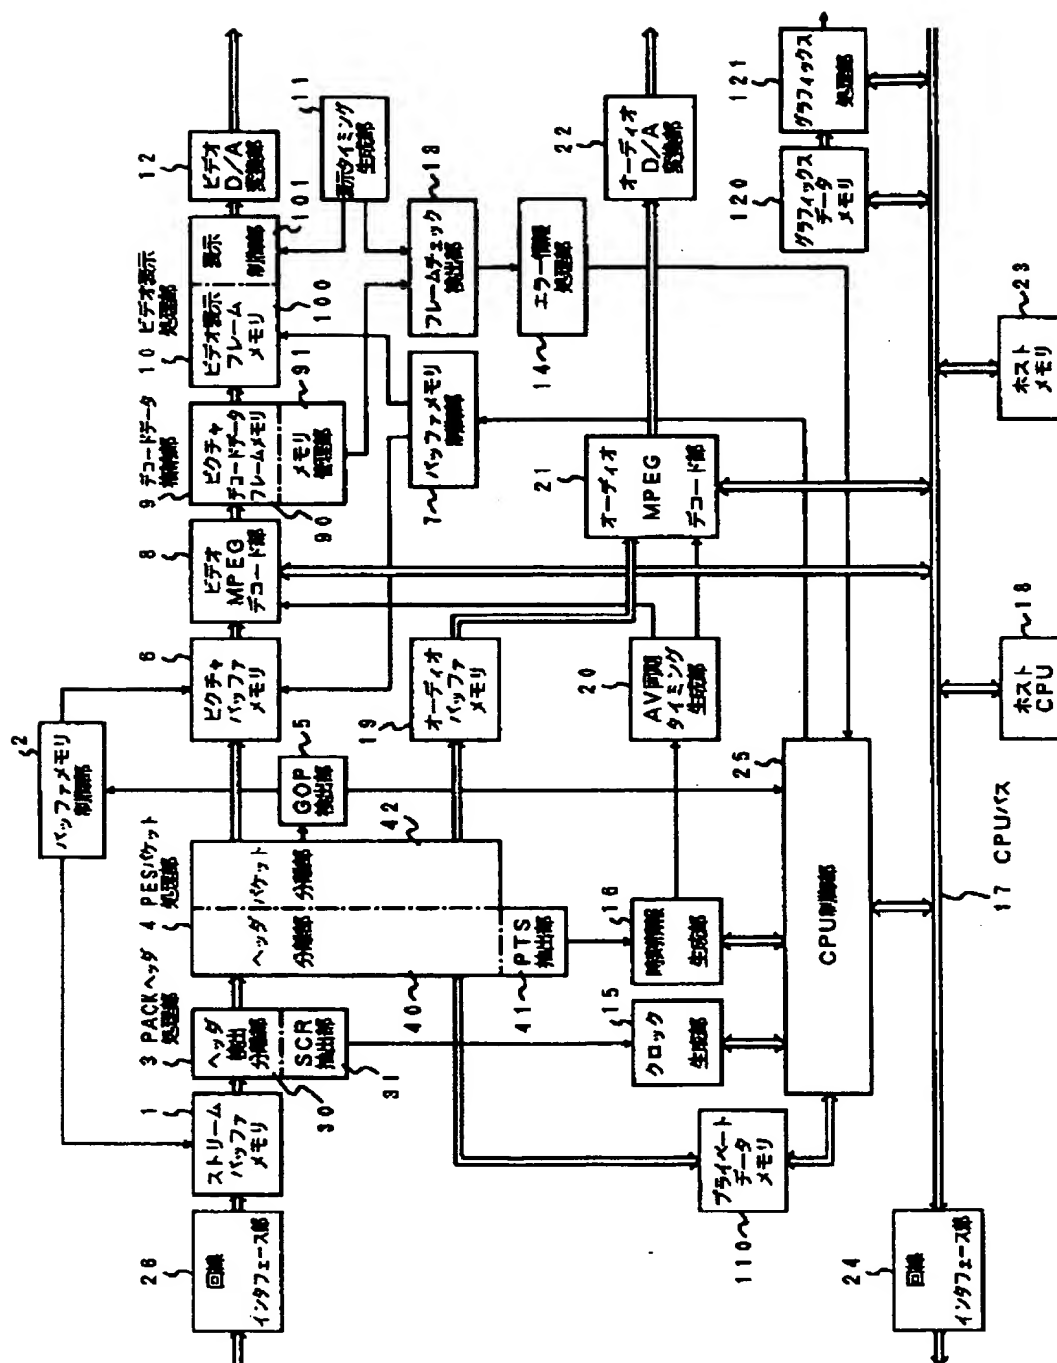 26
回線
インタフェース部
1
ストリーム
バッファ
メモリ
3 PACKヘッダ
処理部
ヘッダ
検出
分離部
30
SCR
抽出部
31
4 PESパケット
処理部
ヘッダ
分離部
40
パケット
分離部
42
PTS
抽出部
41
2
バッファメモリ
制御部
5
GOP
検出部
6
ピクチャ
バッファ
メモリ
8
ビデオ
MPEG
デコード部
9 デコードデータ
格納部
ピクチャ
デコードデータ
フレームメモリ
90
メモリ
管理部
91
10 ビデオ表示
処理部
ビデオ表示
フレーム
メモリ
100
表示
制御部
101
12
ビデオ
D/A
変換部
11
表示タイミング
生成部
13
フレームチェック
検出部
7
バッファメモリ
制御部
14
エラー情報
処理部
19
オーディオ
バッファ
メモリ
21
オーディオ
MPEG
デコード部
22
オーディオ
D/A
変換部
20
AV同期
タイミング
生成部
16
時刻情報
生成部
15
クロック
生成部
25
CPU制御部
110
プライベート
データ
メモリ
120
グラフィックス
データ
メモリ
121
グラフィックス
処理部
17 CPUバス
24
回線
インタフェース部
18
ホスト
CPU
23
ホスト
メモリ